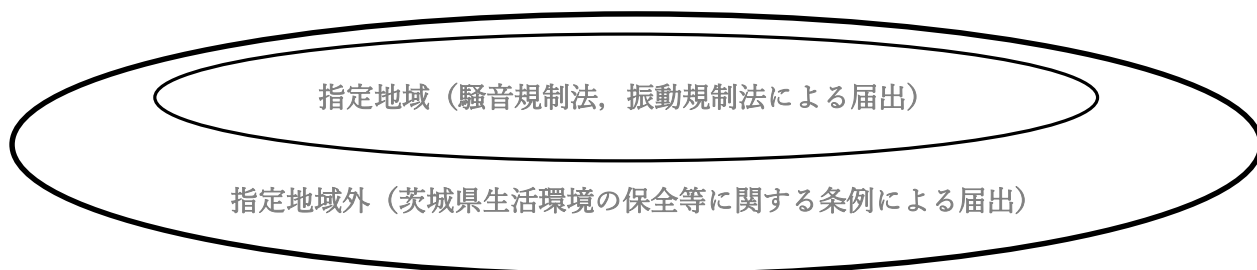 指定地域（騒音規制法，振動規制法による届出）
指定地域外（茨城県生活環境の保全等に関する条例による届出）